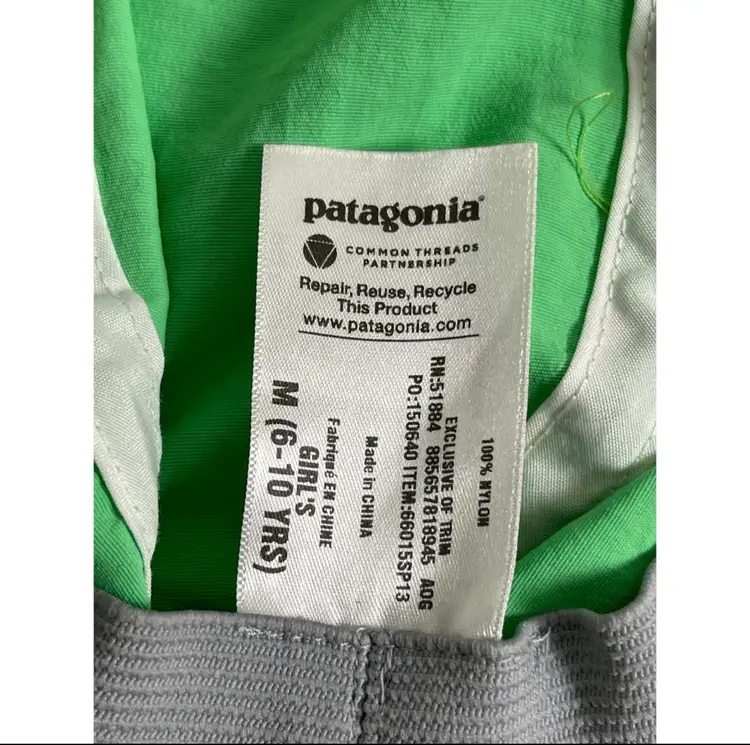 patagonia®
COMMON THREADS
PARTNERSHIP
Repair, Reuse, Recycle
This Product
www.patagonia.com
100% NYLON
EXCLUSIVE OF TRIM
RN:51884 885657818945 AOG
PO:150640 ITEM:66015SP13
Made in CHINA
Fabriqué EN CHINE
GIRL'S
M (6-10 YRS)